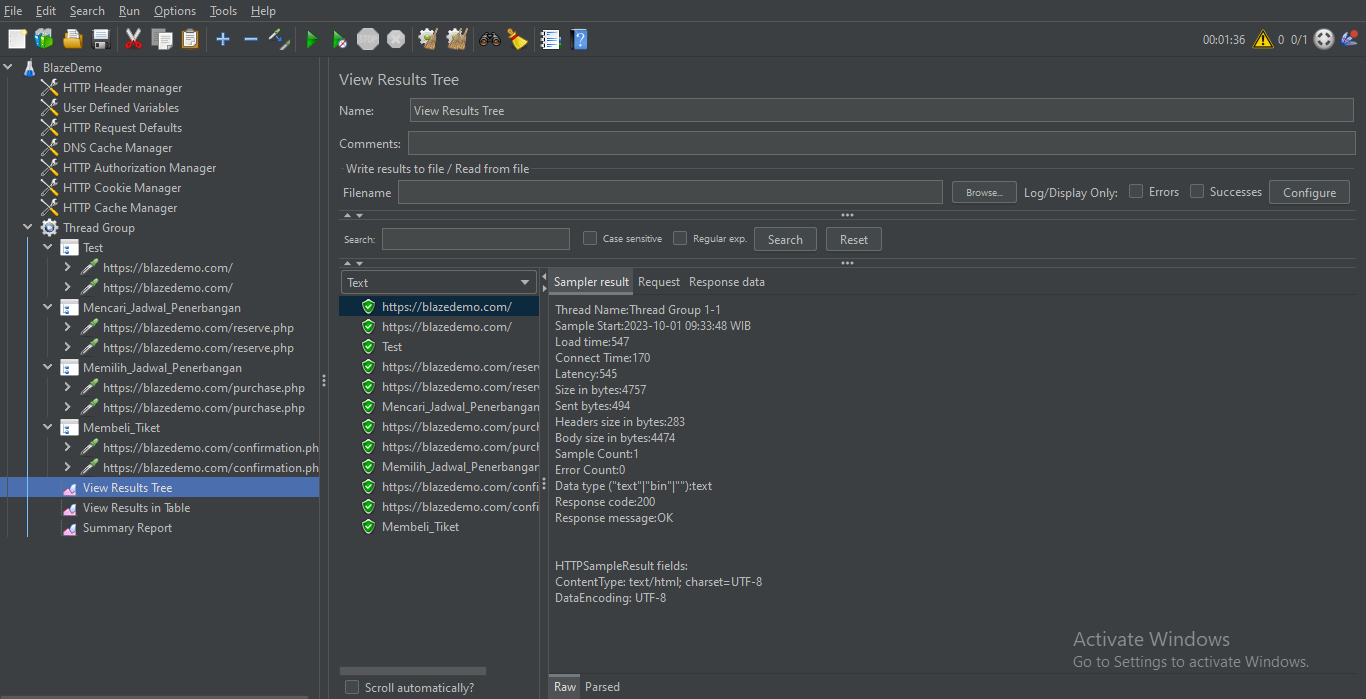 File Edit Search Run Options Tools Help
00:01:36 0 0/1
BlazeDemo
HTTP Header manager
User Defined Variables
HTTP Request Defaults
DNS Cache Manager
HTTP Authorization Manager
HTTP Cookie Manager
HTTP Cache Manager
Thread Group
Test
https://blazedemo.com/
https://blazedemo.com/
Mencari_Jadwal_Penerbangan
https://blazedemo.com/reserve.php
https://blazedemo.com/reserve.php
Memilih_Jadwal_Penerbangan
https://blazedemo.com/purchase.php
https://blazedemo.com/purchase.php
Membeli_Tiket
https://blazedemo.com/confirmation.ph
https://blazedemo.com/confirmation.ph
View Results Tree
View Results in Table
Summary Report
View Results Tree
Name: View Results Tree
Comments:
Write results to file / Read from file
Filename Browse... Log/Display Only: Errors Successes Configure
Search: Case sensitive Regular exp. Search Reset
Text
https://blazedemo.com/
https://blazedemo.com/
Test
https://blazedemo.com/reser
https://blazedemo.com/reser
Mencari_Jadwal_Penerbangan
https://blazedemo.com/purch
https://blazedemo.com/purch
Memilih_Jadwal_Penerbangan
https://blazedemo.com/confi
https://blazedemo.com/confi
Membeli_Tiket
Scroll automatically?
Sampler result Request Response data
Thread Name:Thread Group 1-1
Sample Start:2023-10-01 09:33:48 WIB
Load time:547
Connect Time:170
Latency:545
Size in bytes:4757
Sent bytes:494
Headers size in bytes:283
Body size in bytes:4474
Sample Count:1
Error Count:0
Data type ("text"|"bin"|""):text
Response code:200
Response message:OK
HTTPSampleResult fields:
ContentType: text/html; charset=UTF-8
DataEncoding: UTF-8
Raw Parsed
Activate Windows
Go to Settings to activate Windows.